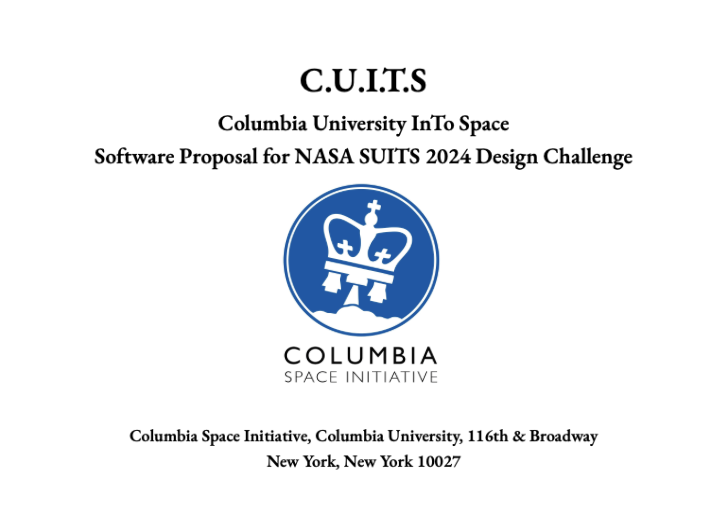 C.U.I.T.S
Columbia University InTo Space
Software Proposal for NASA SUITS 2024 Design Challenge
COLUMBIA
SPACE INITIATIVE
Columbia Space Initiative, Columbia University, 116th & Broadway
New York, New York 10027